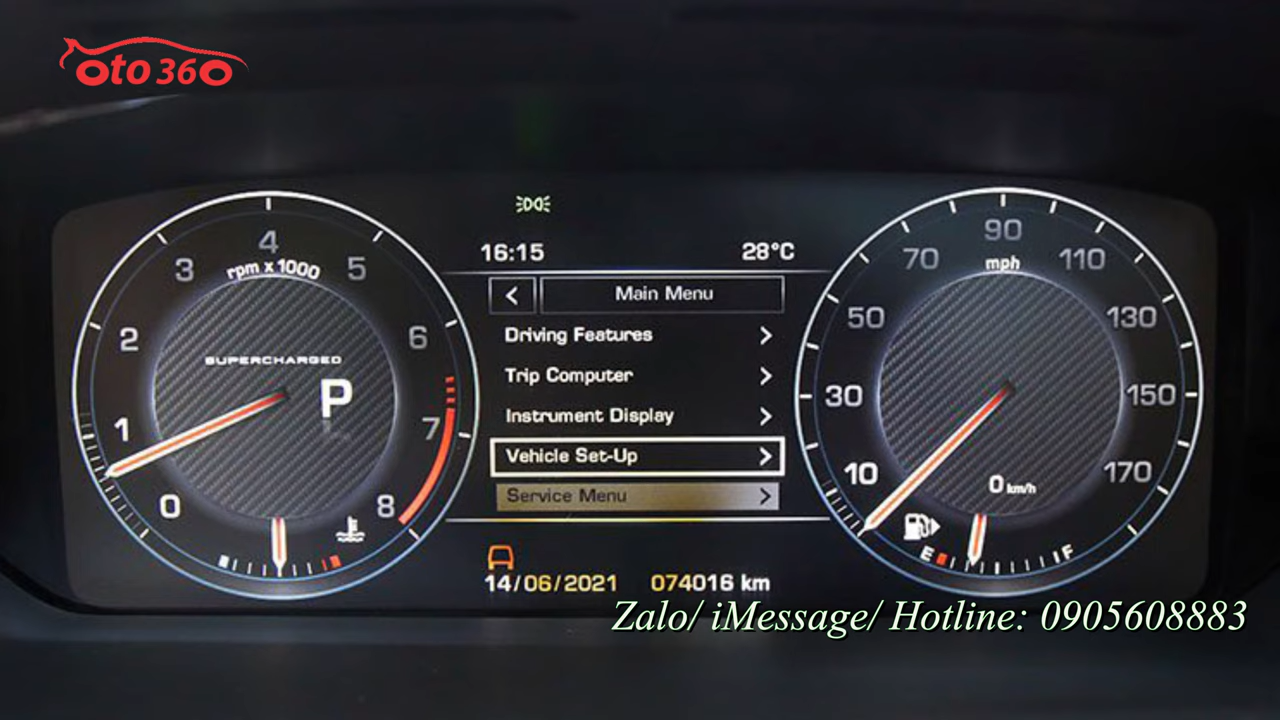 oto 360
16:15 28°C
Main Menu
Driving Features
Trip Computer
Instrument Display
Vehicle Set-Up
Service Menu
14/06/2021 074016 km
0 1 2 3 4 5 6 7 8
rpm x 1000
SUPERCHARGED
P
10 30 50 70 90 110 130 150 170
mph
0 km/h
E F
Zalo/ iMessage/ Hotline: 0905608883